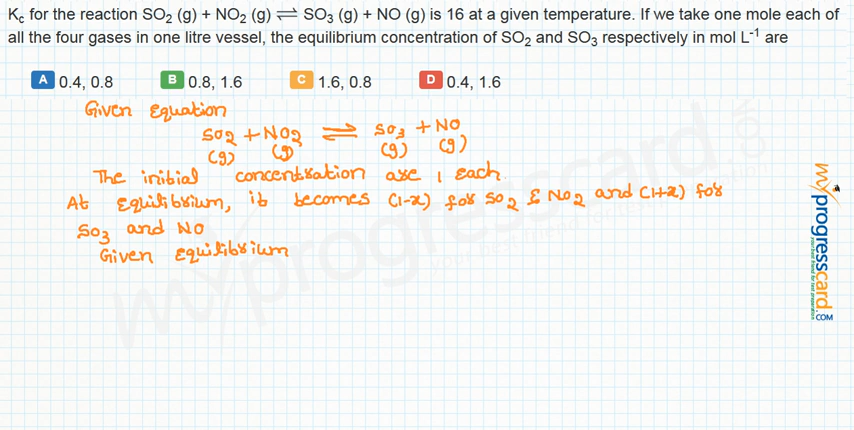 Kc for the reaction SO2 (g) + NO2 (g) ⇌ SO3 (g) + NO (g) is 16 at a given temperature. If we take one mole each of
all the four gases in one litre vessel, the equilibrium concentration of SO2 and SO3 respectively in mol L-1 are
A 0.4, 0.8 B 0.8, 1.6 C 1.6, 0.8 D 0.4, 1.6
Given Equation
SO2 + NO2 ⇌ SO3 + NO
(g) (g) (g) (g)
The initial concentration are 1 each
At Equilibrium, it becomes (1-x) for SO2 & NO2 and (1+x) for
SO3 and NO
Given Equilibrium
myprogresscard
myprogresscard.COM